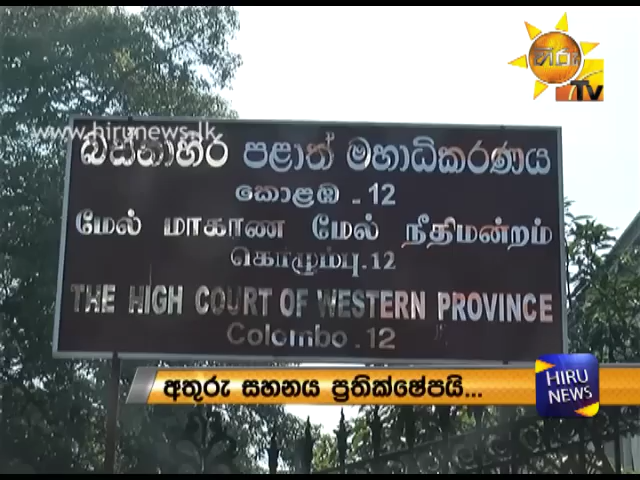 හිරු
TV
www.hirunews.lk
බස්නාහිර පළාත් මහාධිකරණය
කොළඹ - 12
மேல் மாகாண மேல் நீதிமன்றம்
கொழும்பு.12
THE HIGH COURT OF WESTERN PROVINCE
Colombo.12
අතුරු සහනය ප්‍රතික්ෂේපයි...
HIRU
NEWS